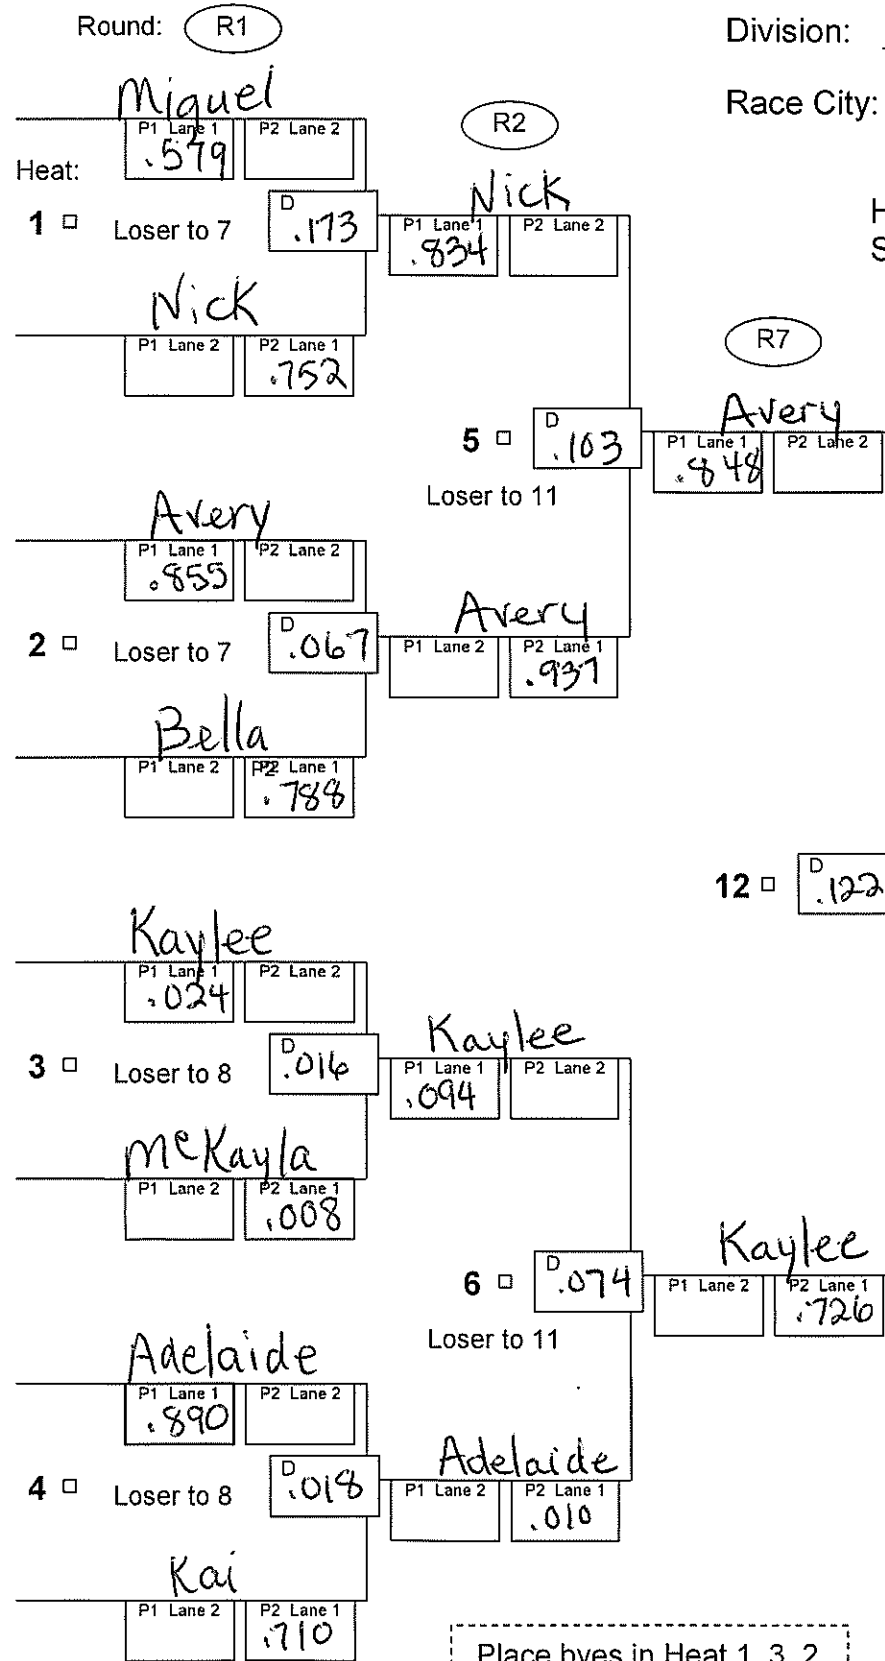 Round: R1
Division:
Miguel
Race City:
P1 Lane 1 P2 Lane 2
.579
R2
Heat:
Nick
1 Loser to 7 D .173
P1 Lane 1 P2 Lane 2
.834
H
S
Nick
P1 Lane 2 P2 Lane 1
.752
R7
Avery
5 D .103
P1 Lane 1 P2 Lane 2
.848
Loser to 11
Avery
P1 Lane 1 P2 Lane 2
.855
Avery
2 Loser to 7 D .067
P1 Lane 2 P2 Lane 1
.937
Bella
P1 Lane 2 P2 Lane 1
.788
12 D .122
Kaylee
P1 Lane 1 P2 Lane 2
.024
Kaylee
3 Loser to 8 D .016
P1 Lane 1 P2 Lane 2
.094
McKayla
P1 Lane 2 P2 Lane 1
.008
Kaylee
6 D .074
P1 Lane 2 P2 Lane 1
.726
Loser to 11
Adelaide
P1 Lane 1 P2 Lane 2
.890
Adelaide
4 Loser to 8 D .018
P1 Lane 2 P2 Lane 1
.010
Kai
P1 Lane 2 P2 Lane 1
.710
Place byes in Heat 1, 3, 2